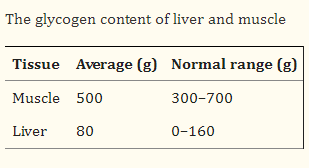 The glycogen content of liver and muscle
Tissue Average (g) Normal range (g)
Muscle 500 300–700
Liver 80 0–160